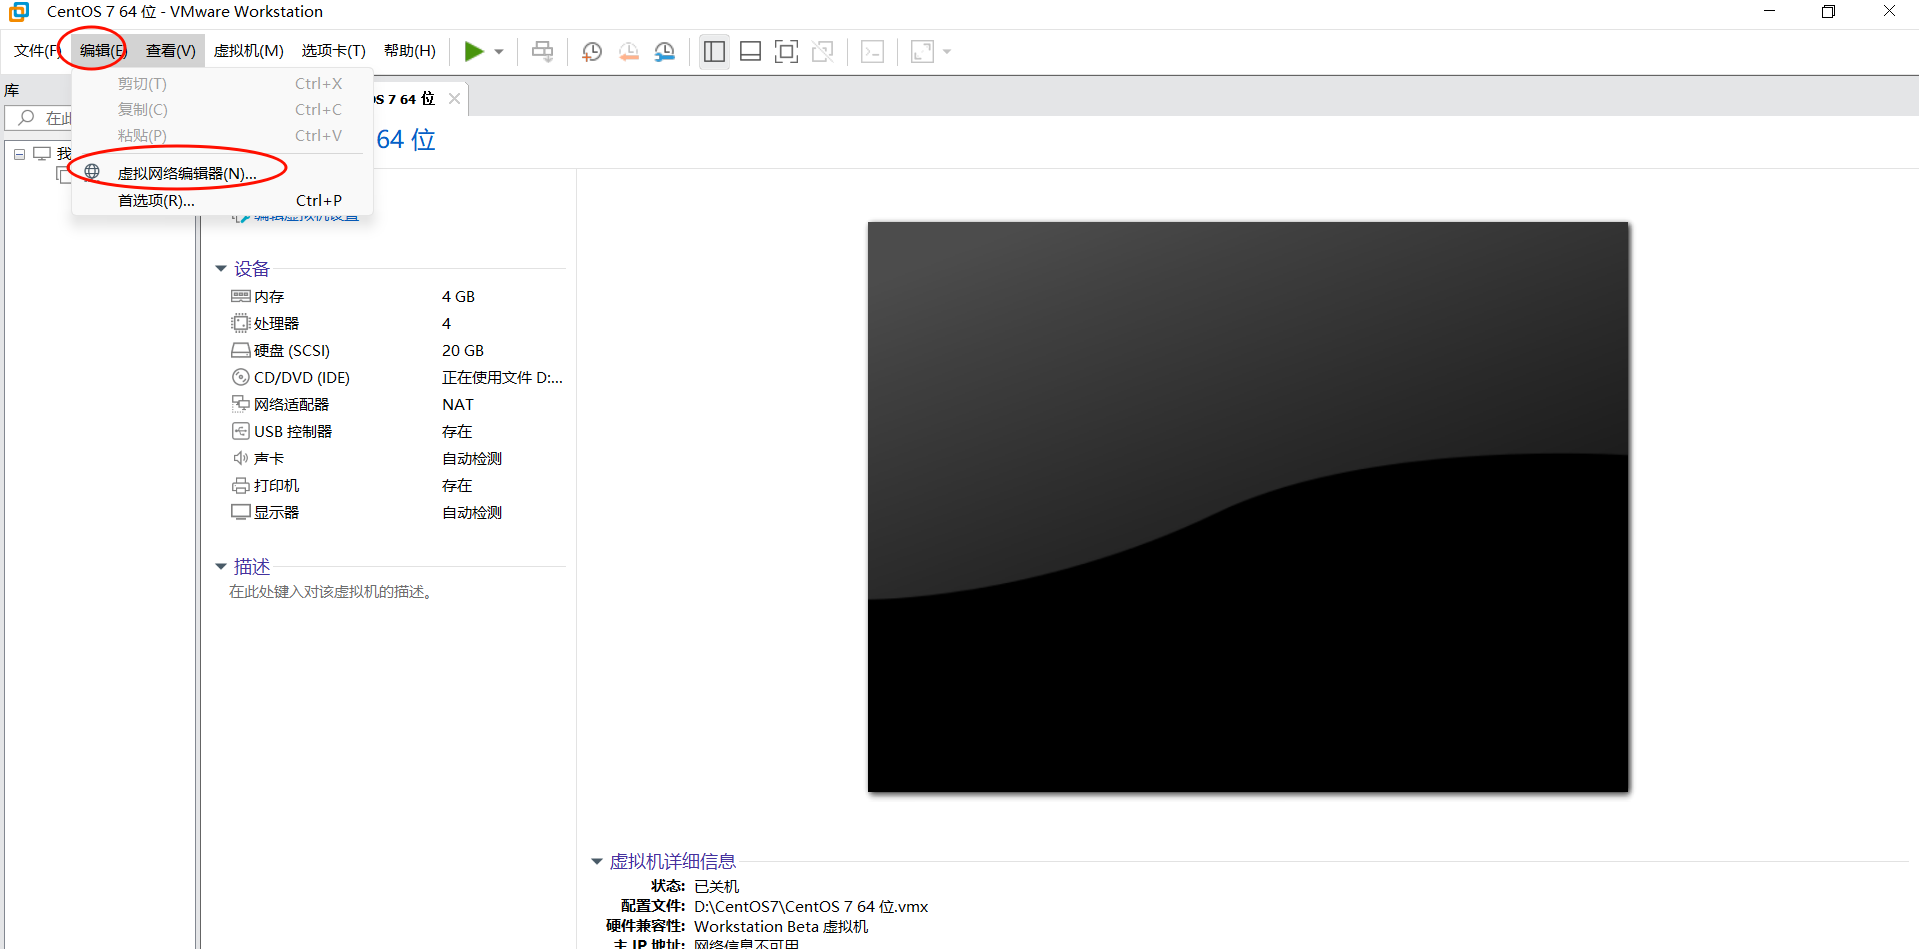 CentOS 7 64 位 - VMware Workstation
文件(F) 编辑(E) 查看(V) 虚拟机(M) 选项卡(T) 帮助(H)
库
在此
我
剪切(T) Ctrl+X
复制(C) Ctrl+C
粘贴(P) Ctrl+V
虚拟网络编辑器(N)...
首选项(R)... Ctrl+P
OS 7 64 位
64 位
编辑虚拟机设置
设备
内存 4 GB
处理器 4
硬盘 (SCSI) 20 GB
CD/DVD (IDE) 正在使用文件 D:...
网络适配器 NAT
USB 控制器 存在
声卡 自动检测
打印机 存在
显示器 自动检测
描述
在此处键入对该虚拟机的描述。
虚拟机详细信息
状态: 已关机
配置文件: D:\CentOS7\CentOS 7 64 位.vmx
硬件兼容性: Workstation Beta 虚拟机
主 IP 地址: 网络信息不可用